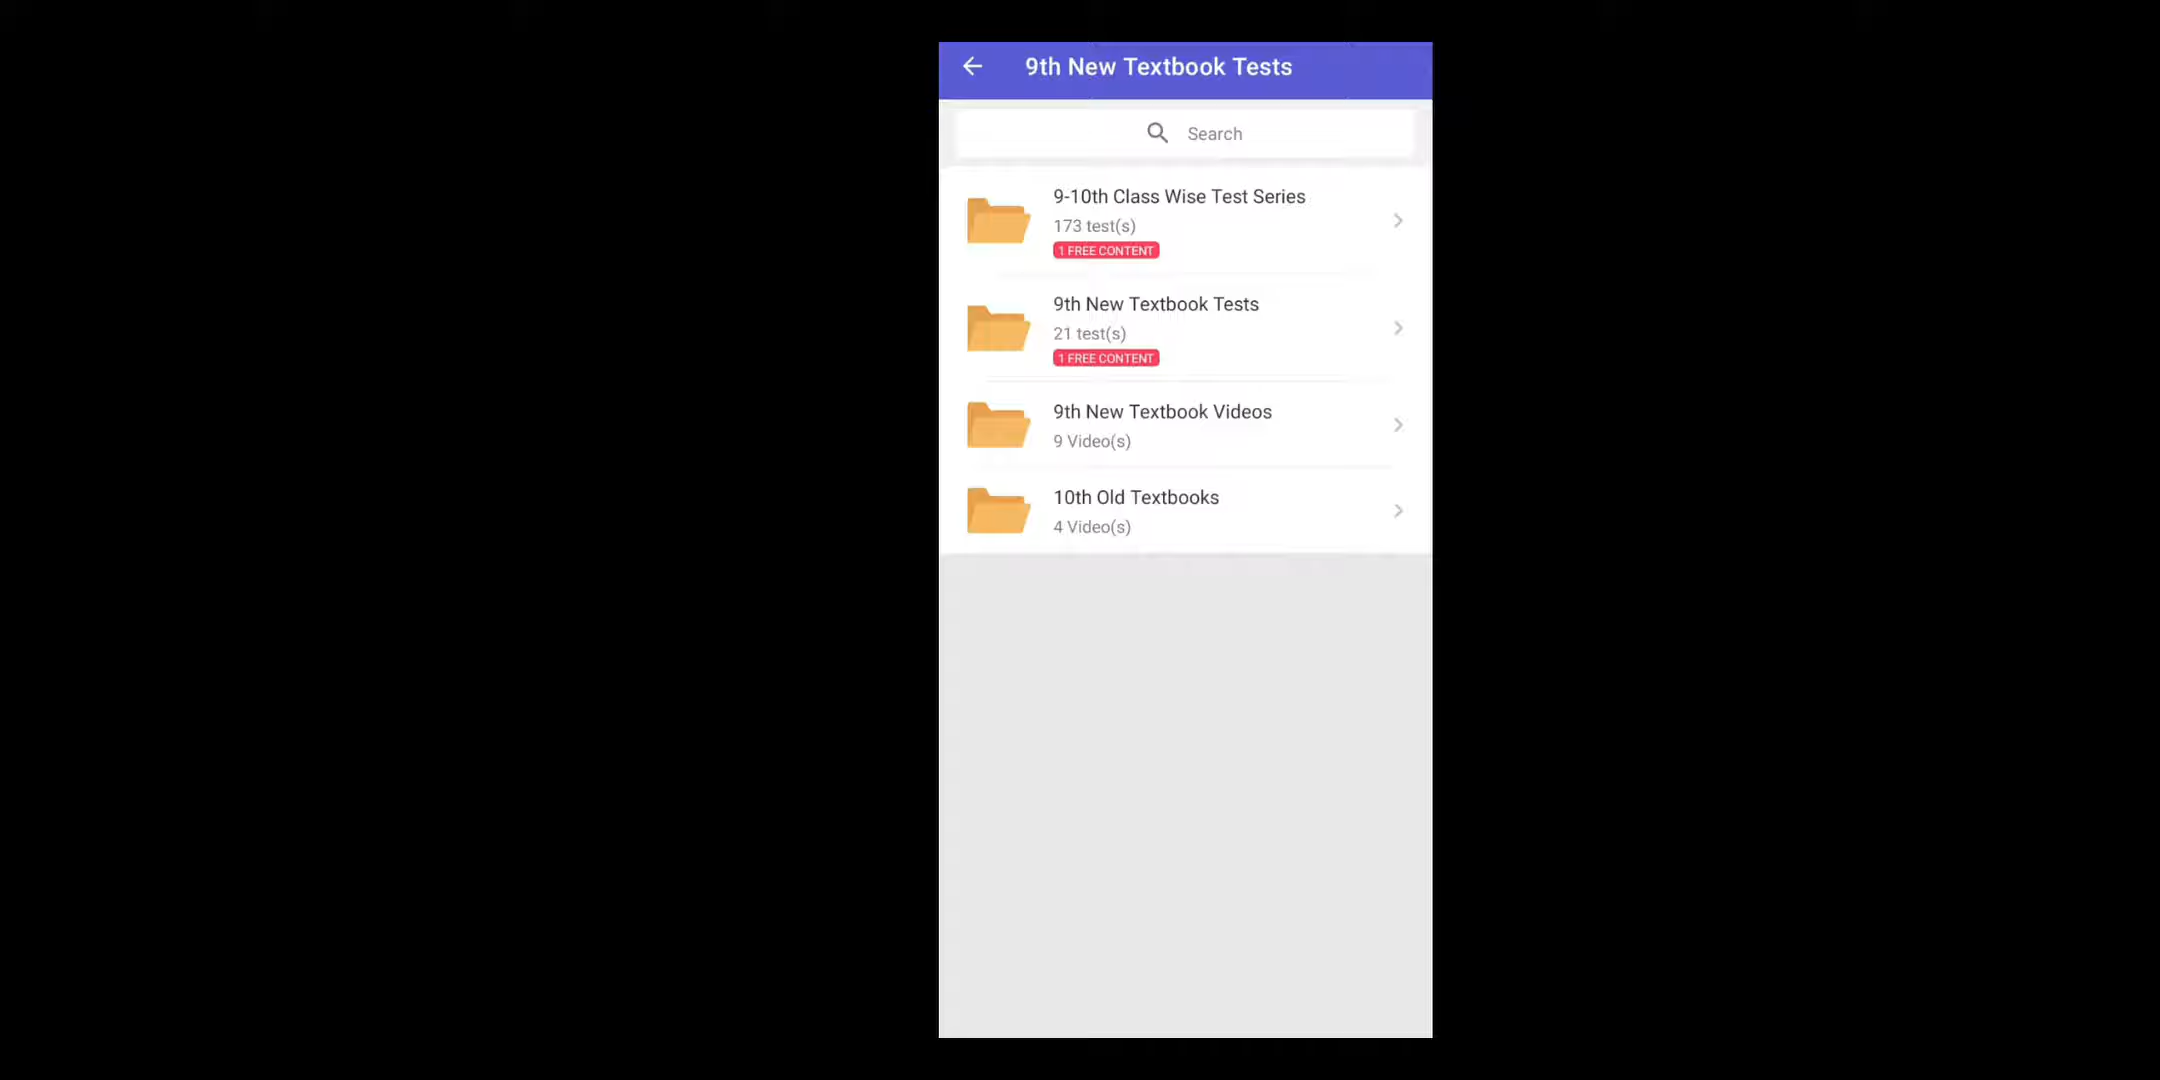 9th New Textbook Tests
Search
9-10th Class Wise Test Series
173 test(s)
1 FREE CONTENT
9th New Textbook Tests
21 test(s)
1 FREE CONTENT
9th New Textbook Videos
9 Video(s)
10th Old Textbooks
4 Video(s)